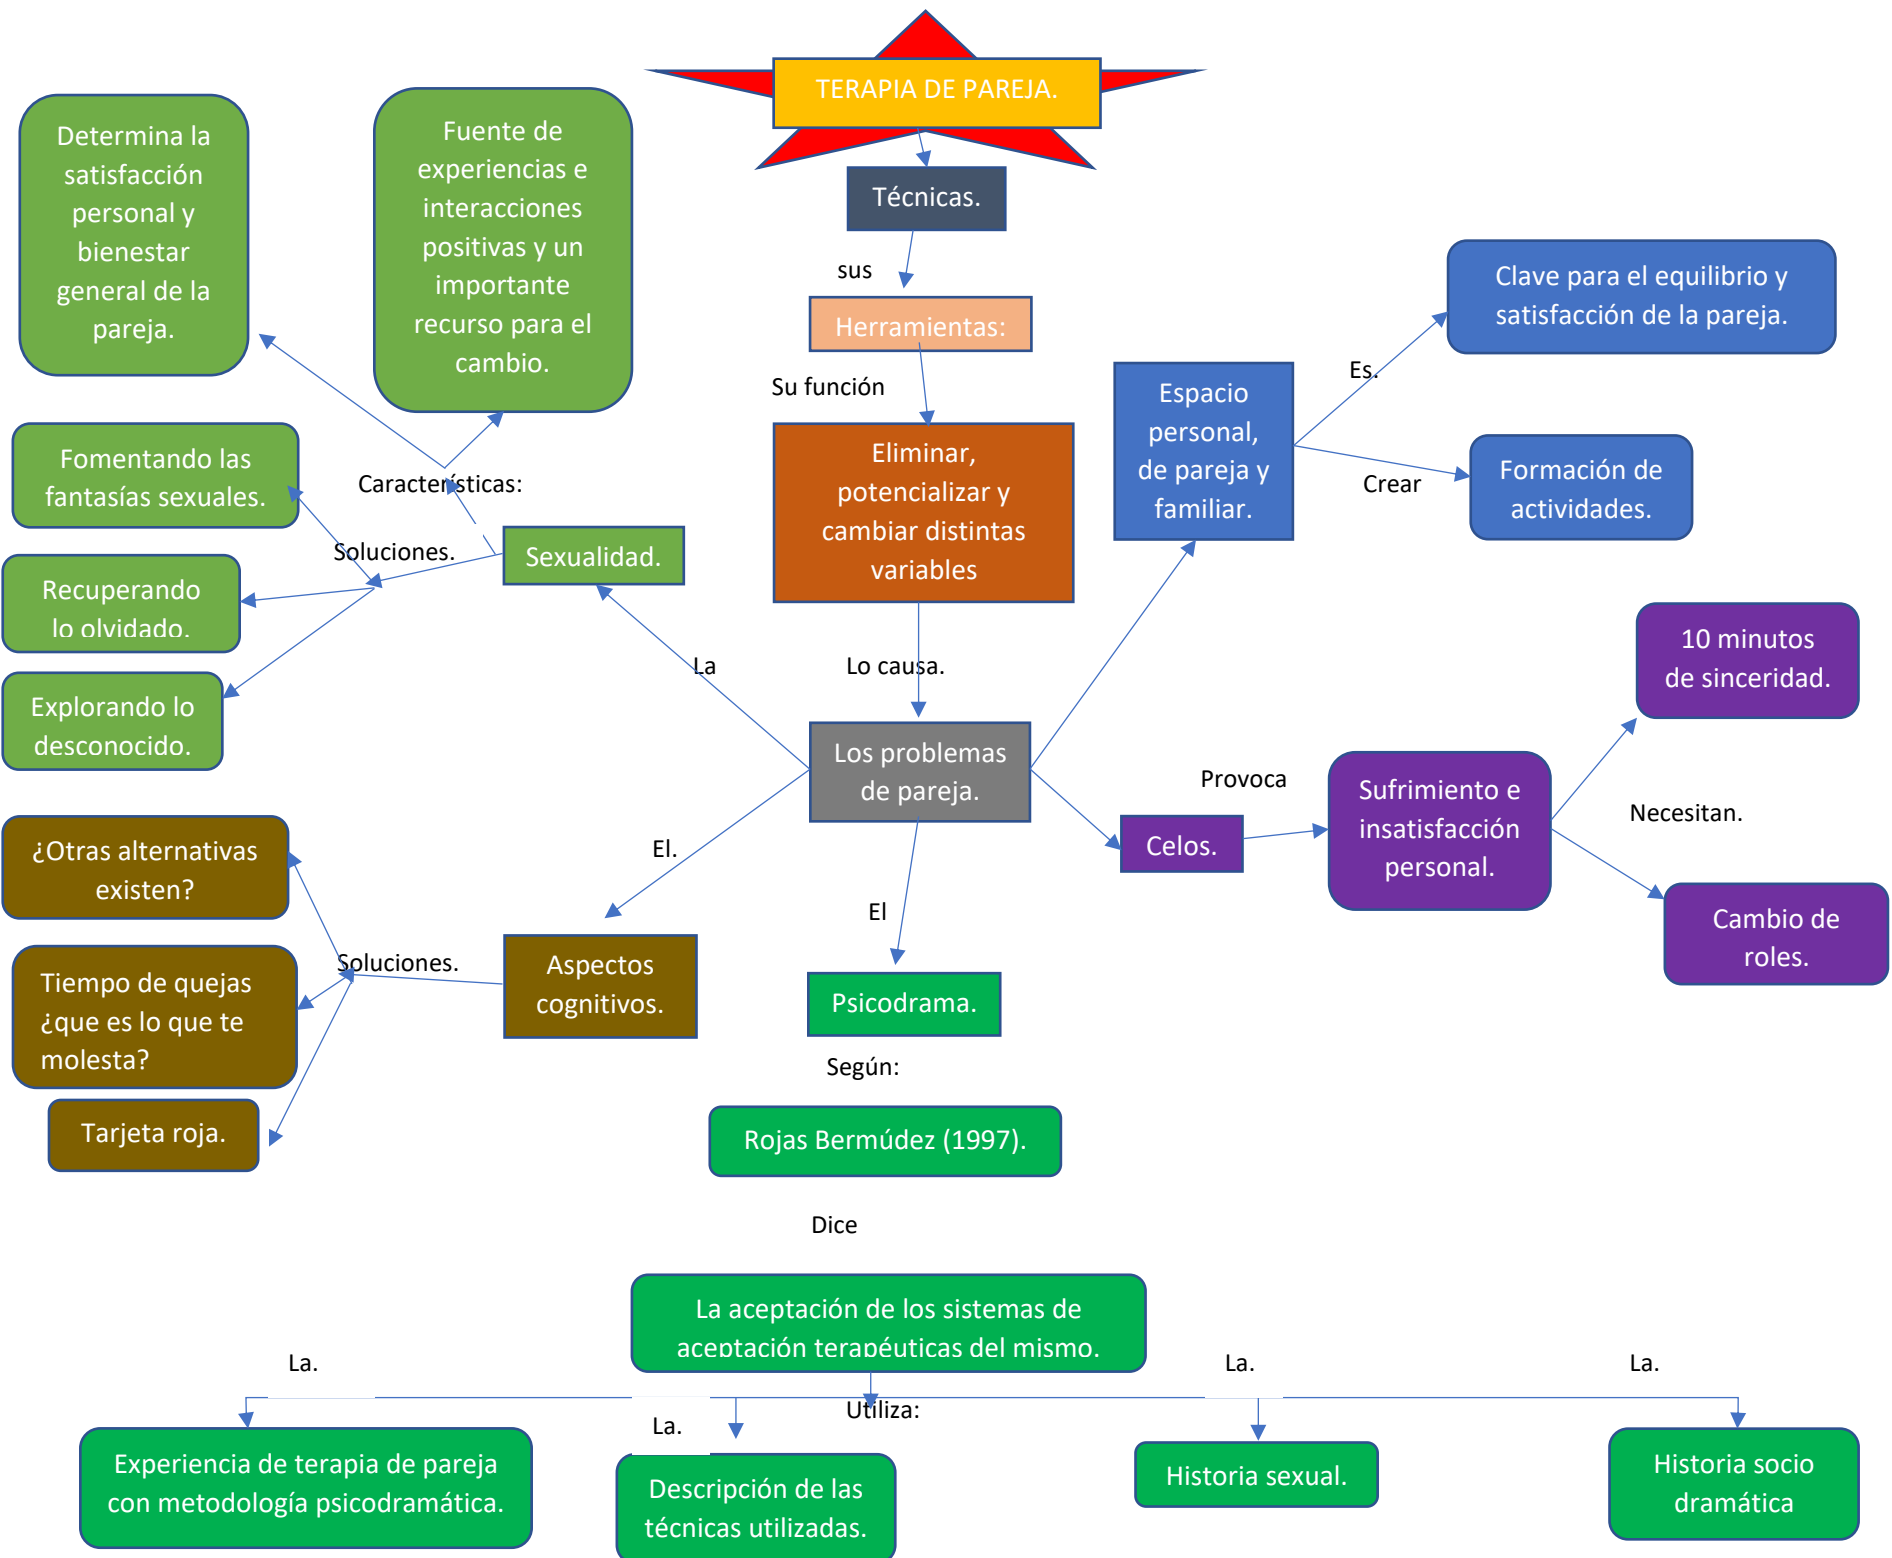 TERAPIA DE PAREJA.
Técnicas.
sus
Herramientas:
Su función
Eliminar,
potencializar y
cambiar distintas
variables
Lo causa.
Los problemas
de pareja.
Determina la
satisfacción
personal y
bienestar
general de la
pareja.
Fuente de
experiencias e
interacciones
positivas y un
importante
recurso para el
cambio.
Características:
Fomentando las
fantasías sexuales.
Soluciones.
Sexualidad.
Recuperando
lo olvidado.
Explorando lo
desconocido.
La
Clave para el equilibrio y
satisfacción de la pareja.
Es.
Espacio
personal,
de pareja y
familiar.
Crear
Formación de
actividades.
10 minutos
de sinceridad.
Provoca
Celos.
Sufrimiento e
insatisfacción
personal.
Necesitan.
Cambio de
roles.
El.
¿Otras alternativas
existen?
Soluciones.
Aspectos
cognitivos.
Tiempo de quejas
¿que es lo que te
molesta?
Tarjeta roja.
El
Psicodrama.
Según:
Rojas Bermúdez (1997).
Dice
La aceptación de los sistemas de
aceptación terapéuticas del mismo.
La.
La.
La.
La.
Utiliza:
Experiencia de terapia de pareja
con metodología psicodramática.
Descripción de las
técnicas utilizadas.
Historia sexual.
Historia socio
dramática